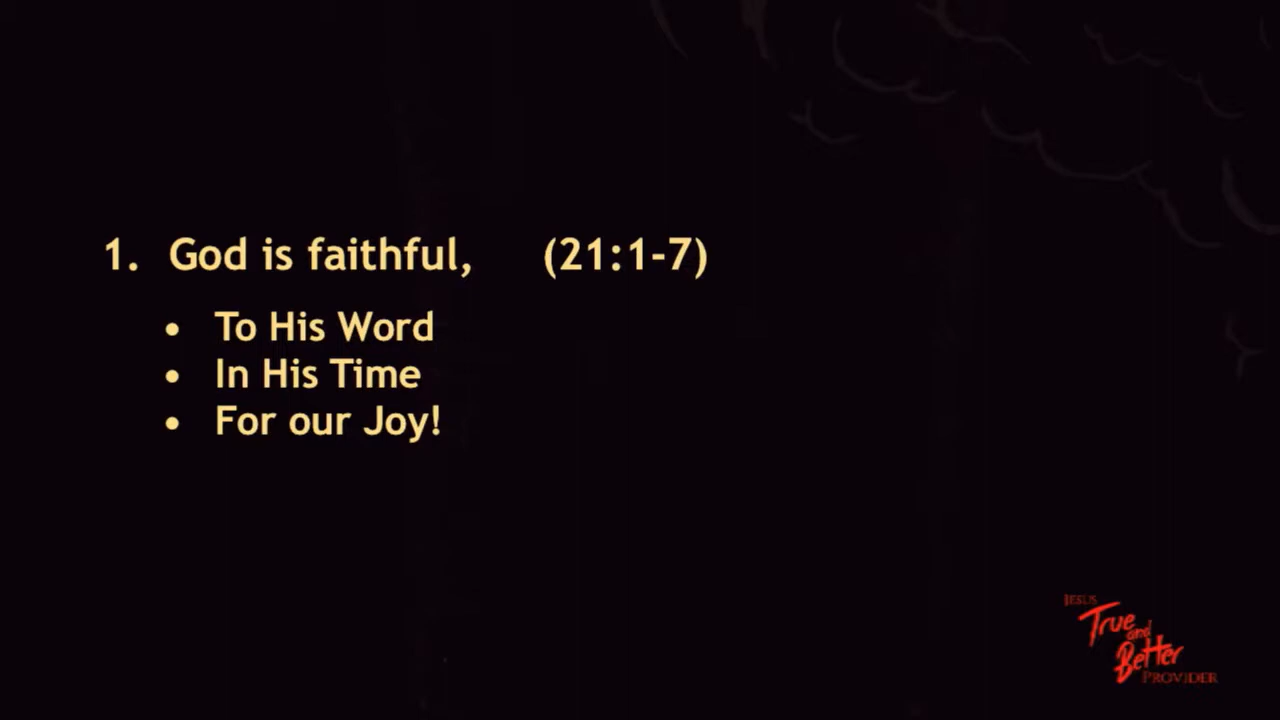 1. God is faithful, (21:1-7)
• To His Word
• In His Time
• For our Joy!
JESUS
True
and
Better
PROVIDER